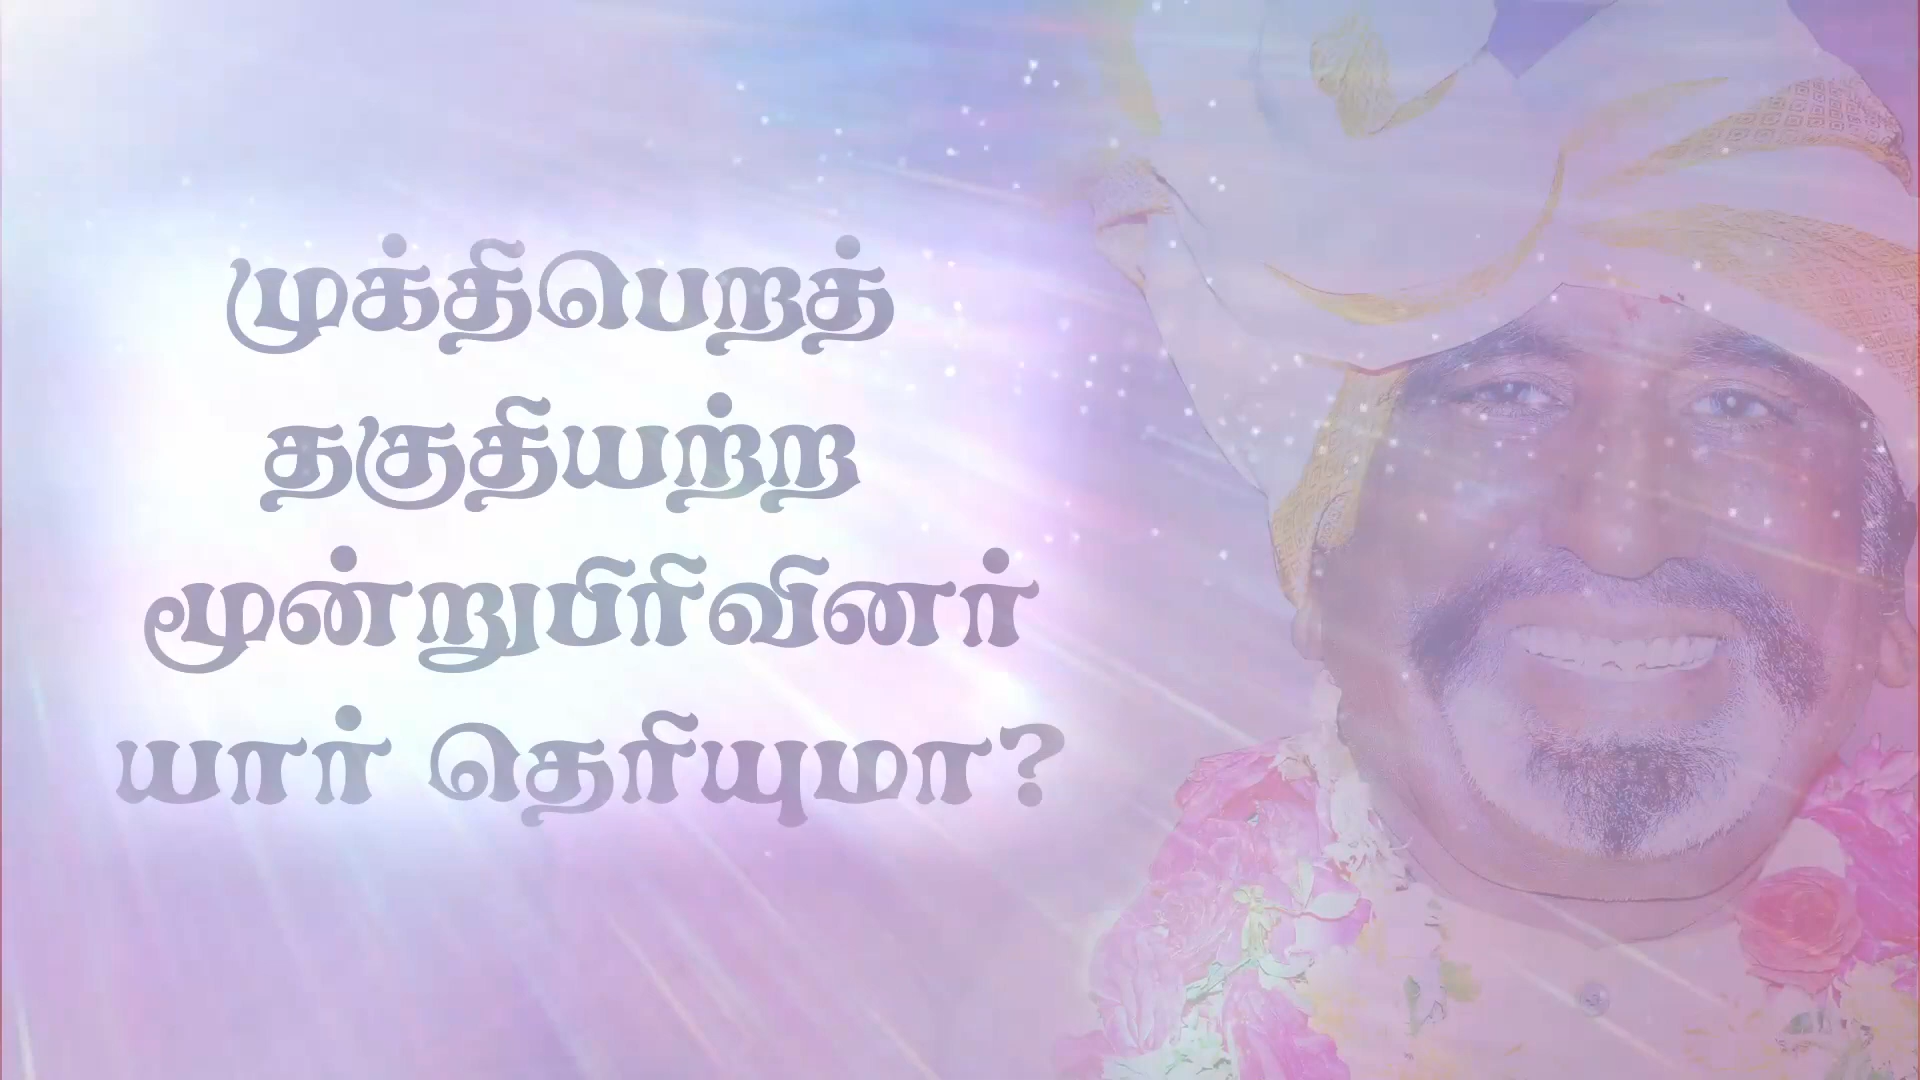 முக்திபெறத்
தகுதியற்ற
மூன்றுபிரிவினர்
யார் தெரியுமா?